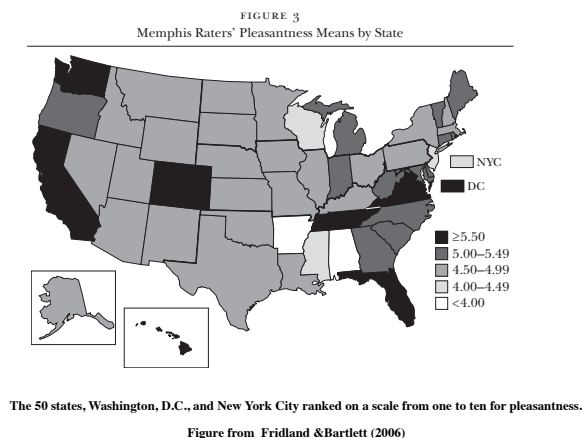 FIGURE 3
Memphis Raters' Pleasantness Means by State
NYC
DC
≥5.50
5.00–5.49
4.50–4.99
4.00–4.49
<4.00
The 50 states, Washington, D.C., and New York City ranked on a scale from one to ten for pleasantness.
Figure from Fridland &Bartlett (2006)